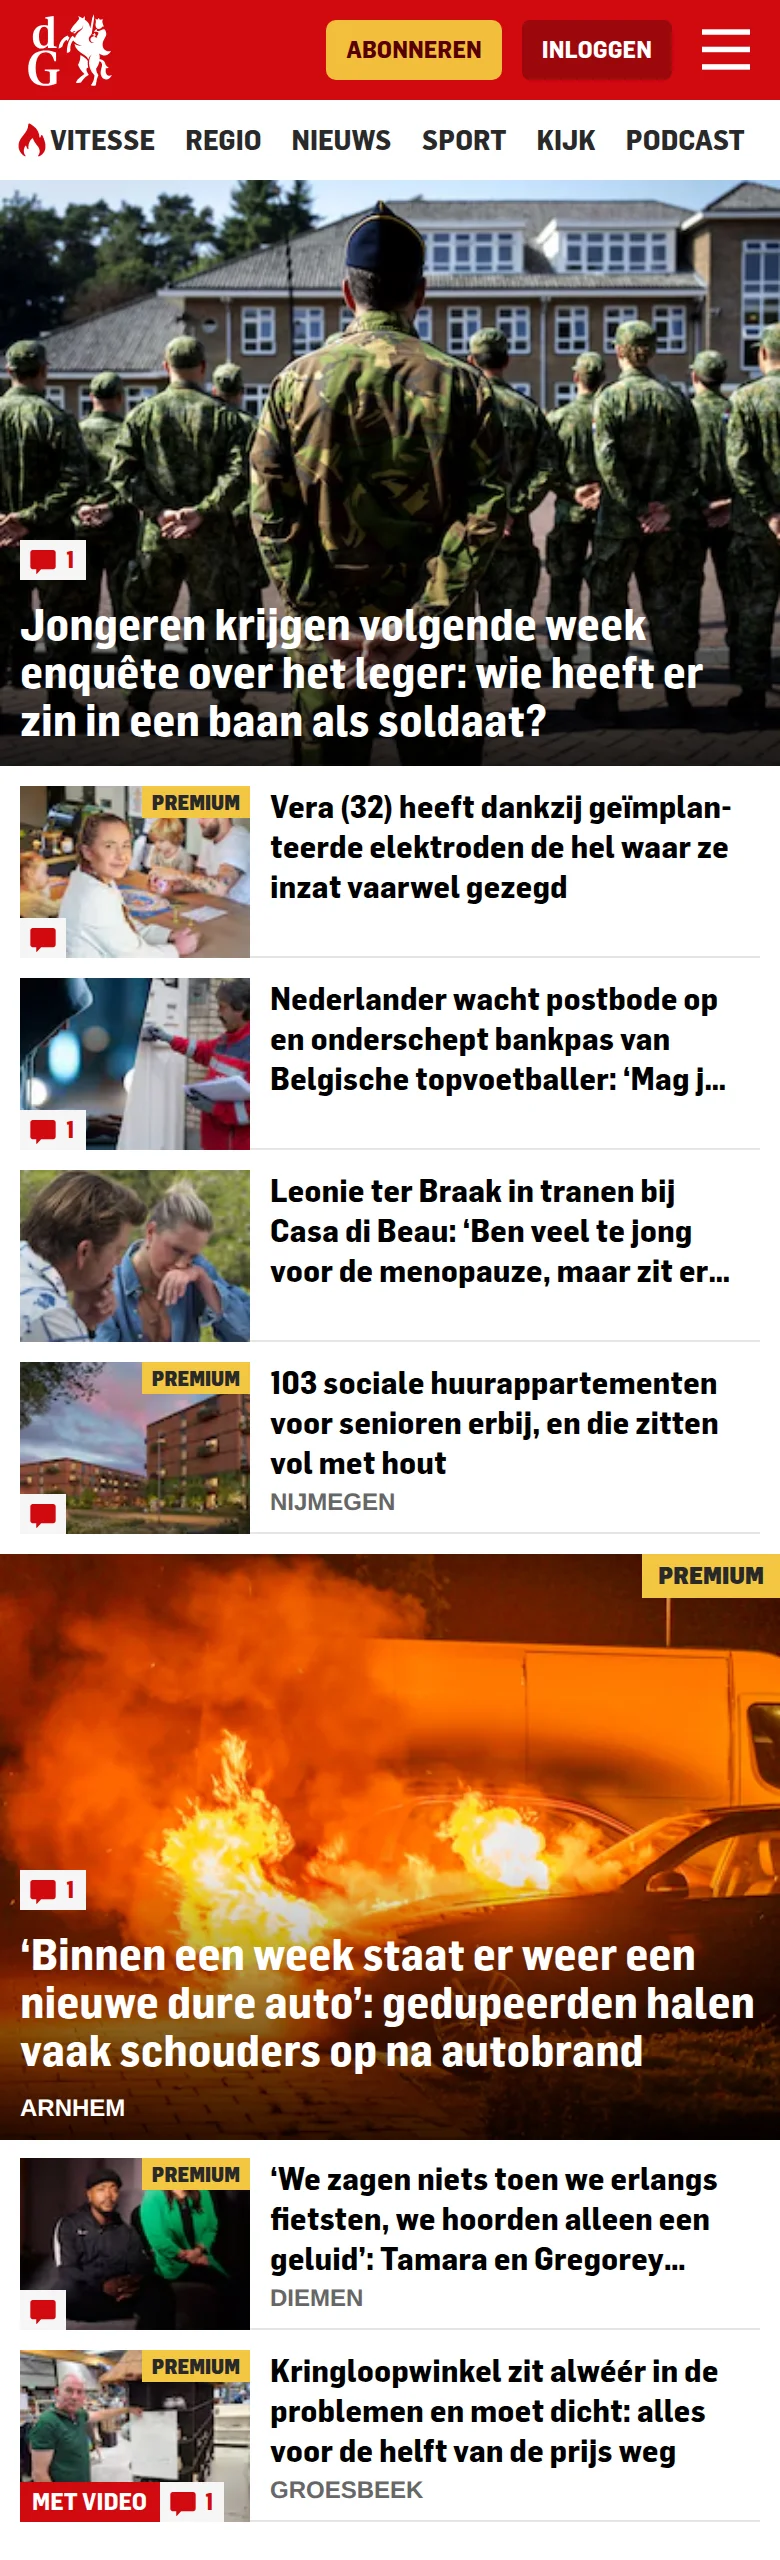 dG
ABONNEREN
INLOGGEN
VITESSE REGIO NIEUWS SPORT KIJK PODCAST
1
Jongeren krijgen volgende week
enquête over het leger: wie heeft er
zin in een baan als soldaat?
PREMIUM
Vera (32) heeft dankzij geïmplan-
teerde elektroden de hel waar ze
inzat vaarwel gezegd
Nederlander wacht postbode op
en onderschept bankpas van
Belgische topvoetballer: ‘Mag j...
1
Leonie ter Braak in tranen bij
Casa di Beau: ‘Ben veel te jong
voor de menopauze, maar zit er...
PREMIUM
103 sociale huurappartementen
voor senioren erbij, en die zitten
vol met hout
NIJMEGEN
PREMIUM
1
‘Binnen een week staat er weer een
nieuwe dure auto’: gedupeerden halen
vaak schouders op na autobrand
ARNHEM
PREMIUM
‘We zagen niets toen we erlangs
fietsten, we hoorden alleen een
geluid’: Tamara en Gregorey...
DIEMEN
PREMIUM
Kringloopwinkel zit alwéér in de
problemen en moet dicht: alles
voor de helft van de prijs weg
GROESBEEK
MET VIDEO
1